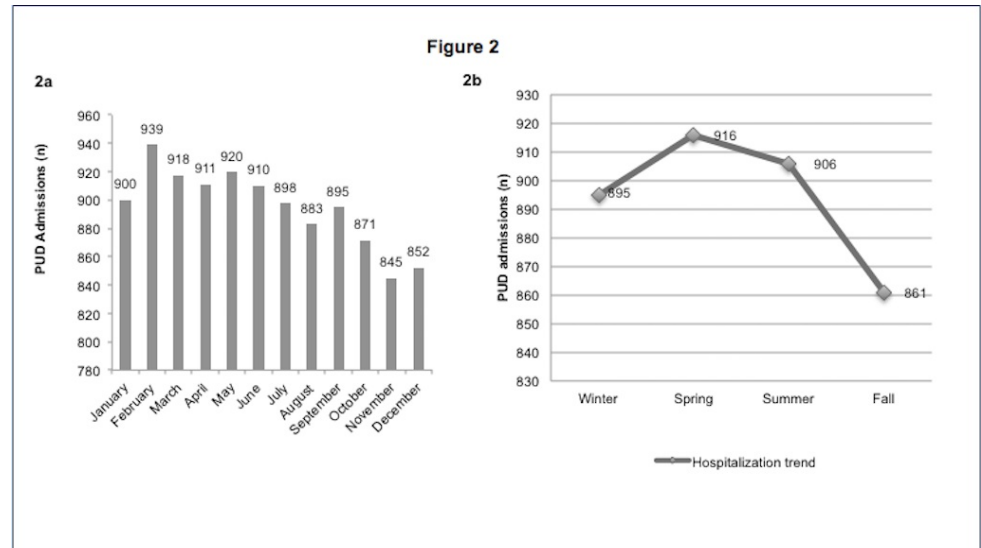 Figure 2
2a
PUD Admissions (n)
960
940
920
900
880
860
840
820
800
780
900
939
918
911
920
910
898
883
895
871
845
852
January
February
March
April
May
June
July
August
September
October
November
December
2b
PUD admissions (n)
930
920
910
900
890
880
870
860
850
840
830
895
916
906
861
Winter Spring Summer Fall
Hospitalization trend